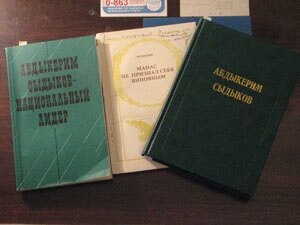 0-863
АБДЫКЕРИМ
СЫДЫКОВ-
НАЦИОНАЛЬНЫЙ
ЛИДЕР
МАНАС
НЕ ПРИЗНАЛ СЕБЯ
ВИНОВНЫМ
АБДЫКЕРИМ
СЫДЫКОВ